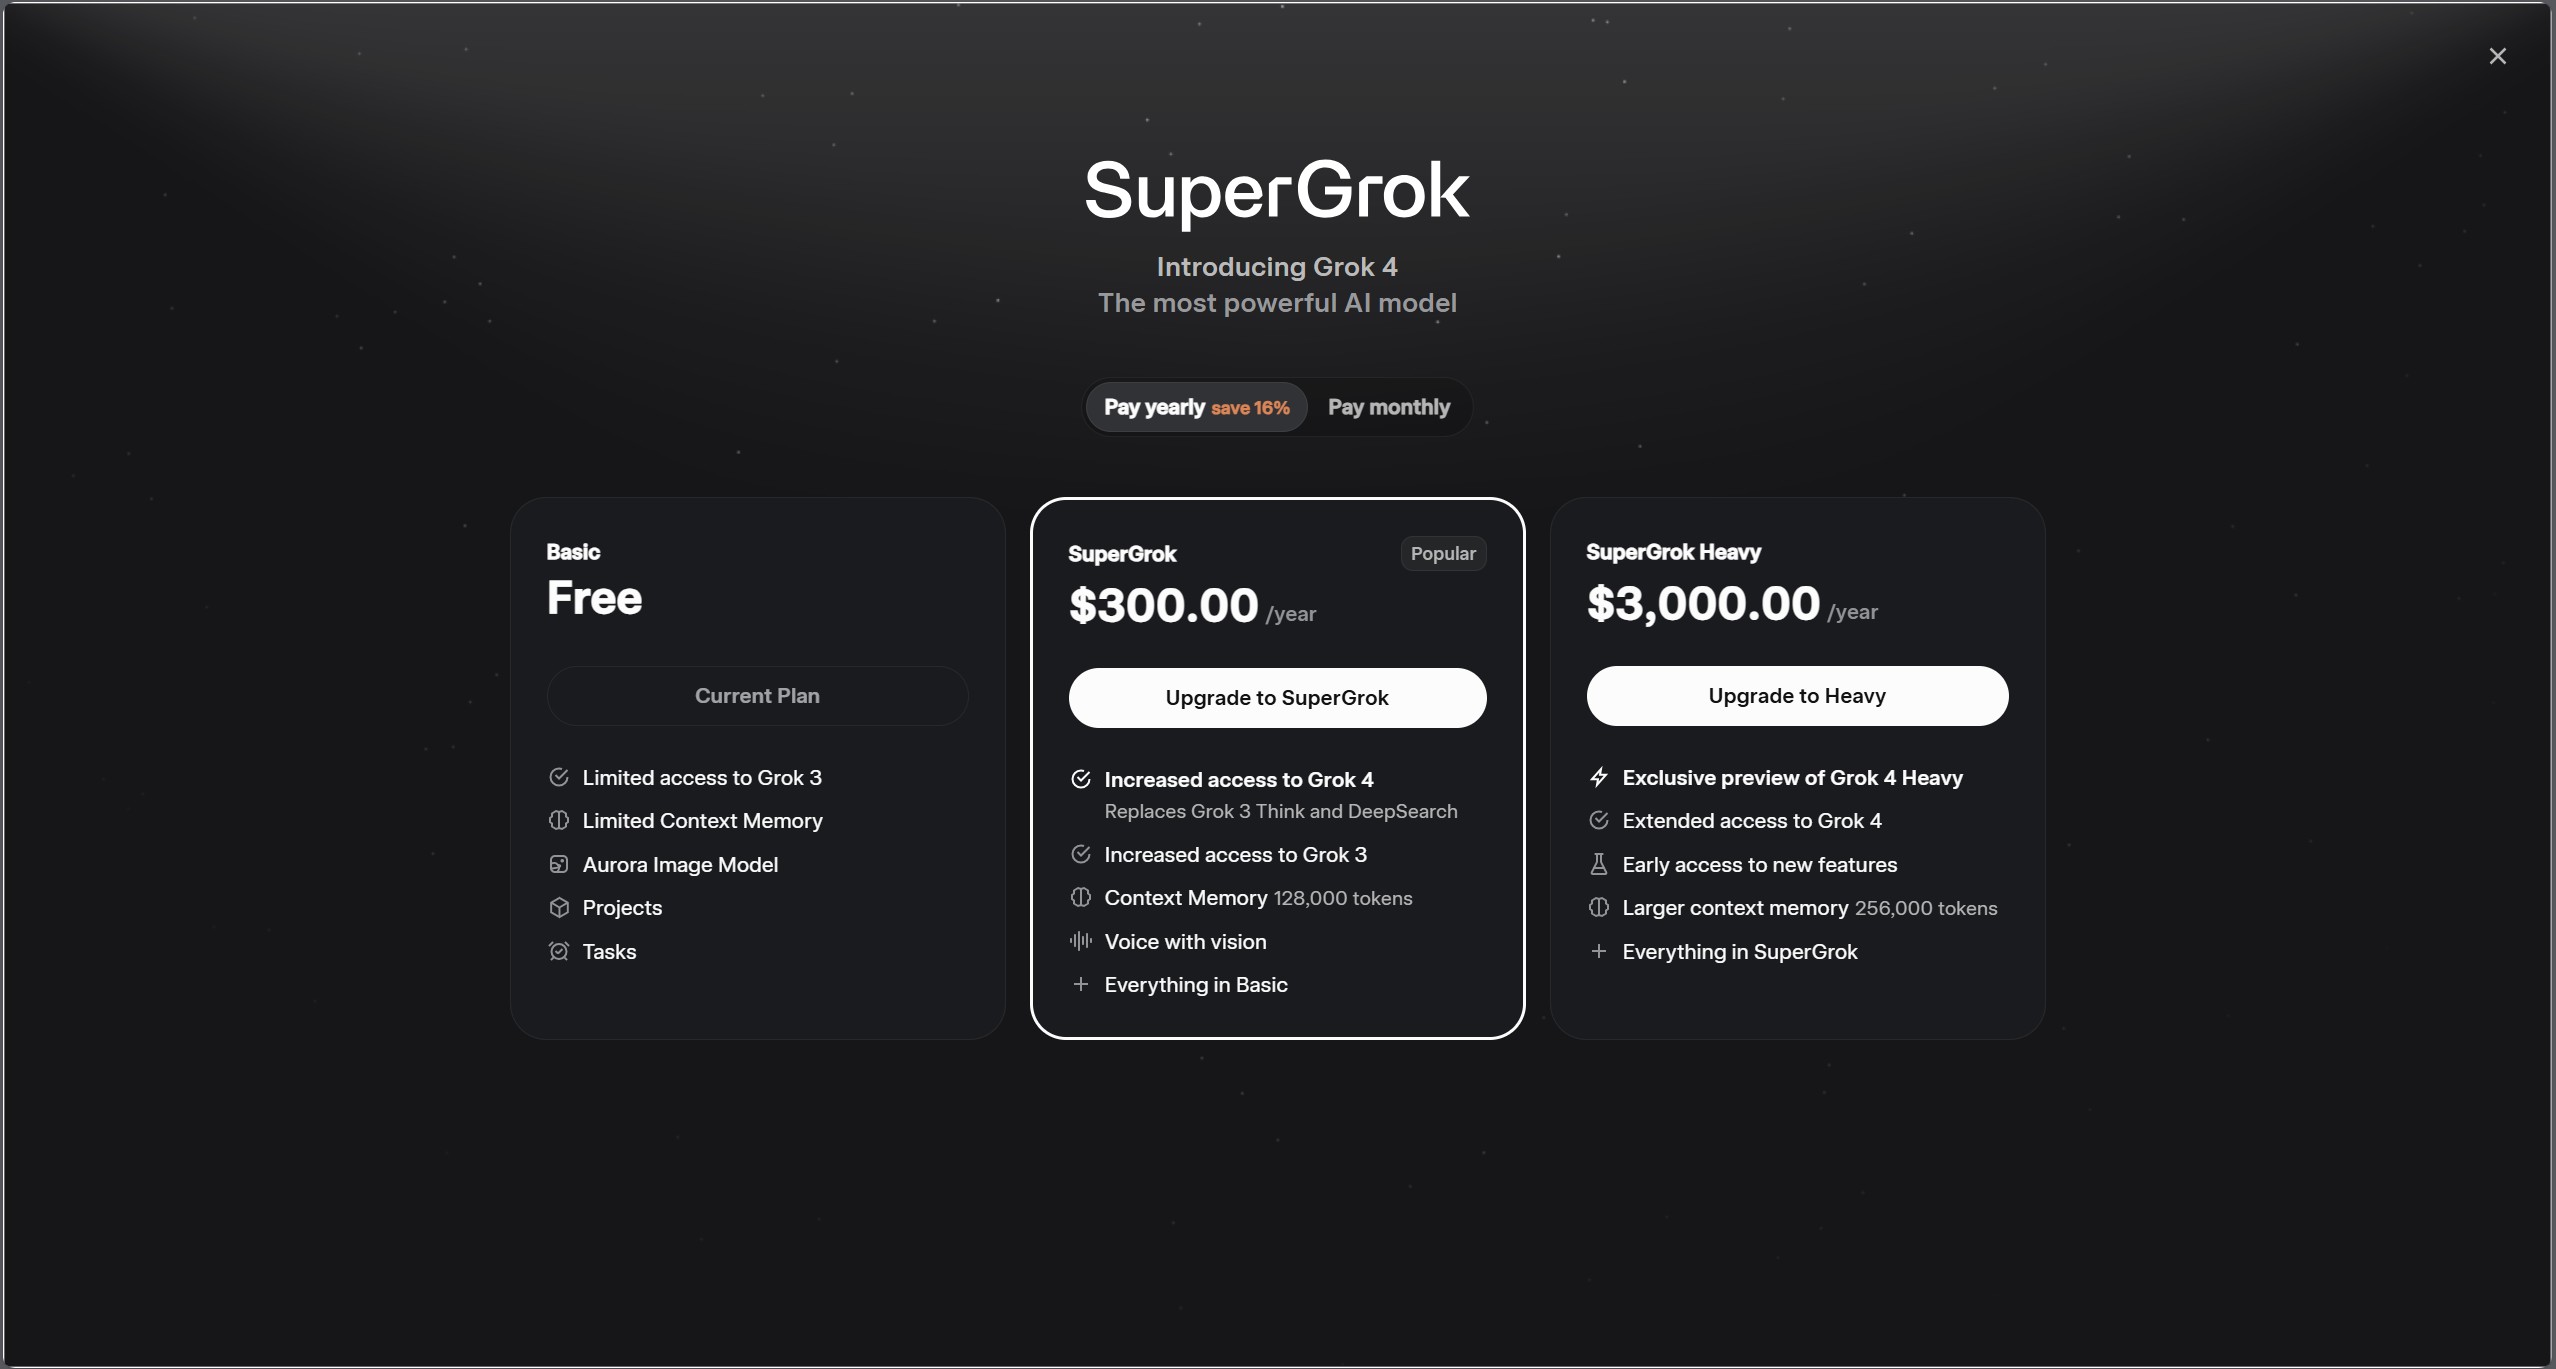 SuperGrok
Introducing Grok 4
The most powerful AI model
Pay yearly save 16%
Pay monthly
Basic
Free
Current Plan
Limited access to Grok 3
Limited Context Memory
Aurora Image Model
Projects
Tasks
SuperGrok
Popular
$300.00 /year
Upgrade to SuperGrok
Increased access to Grok 4
Replaces Grok 3 Think and DeepSearch
Increased access to Grok 3
Context Memory 128,000 tokens
Voice with vision
Everything in Basic
SuperGrok Heavy
$3,000.00 /year
Upgrade to Heavy
Exclusive preview of Grok 4 Heavy
Extended access to Grok 4
Early access to new features
Larger context memory 256,000 tokens
Everything in SuperGrok